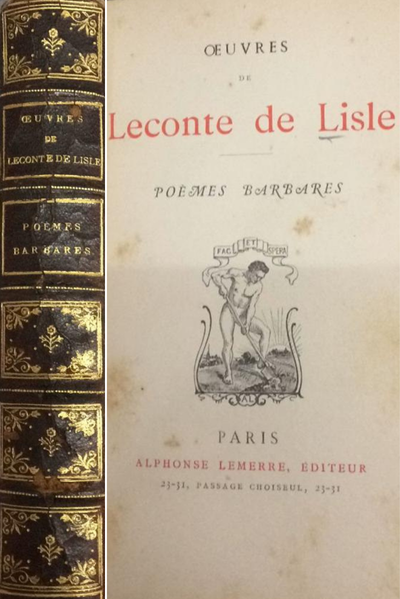 ŒUVRES
DE
LECONTE DE LISLE
POÈMES
BARBARES
ŒUVRES
DE
Leconte de Lisle
POÈMES BARBARES
FAC ET SPERA
AL
PARIS
ALPHONSE LEMERRE, ÉDITEUR
23-31, PASSAGE CHOISEUL, 23-31